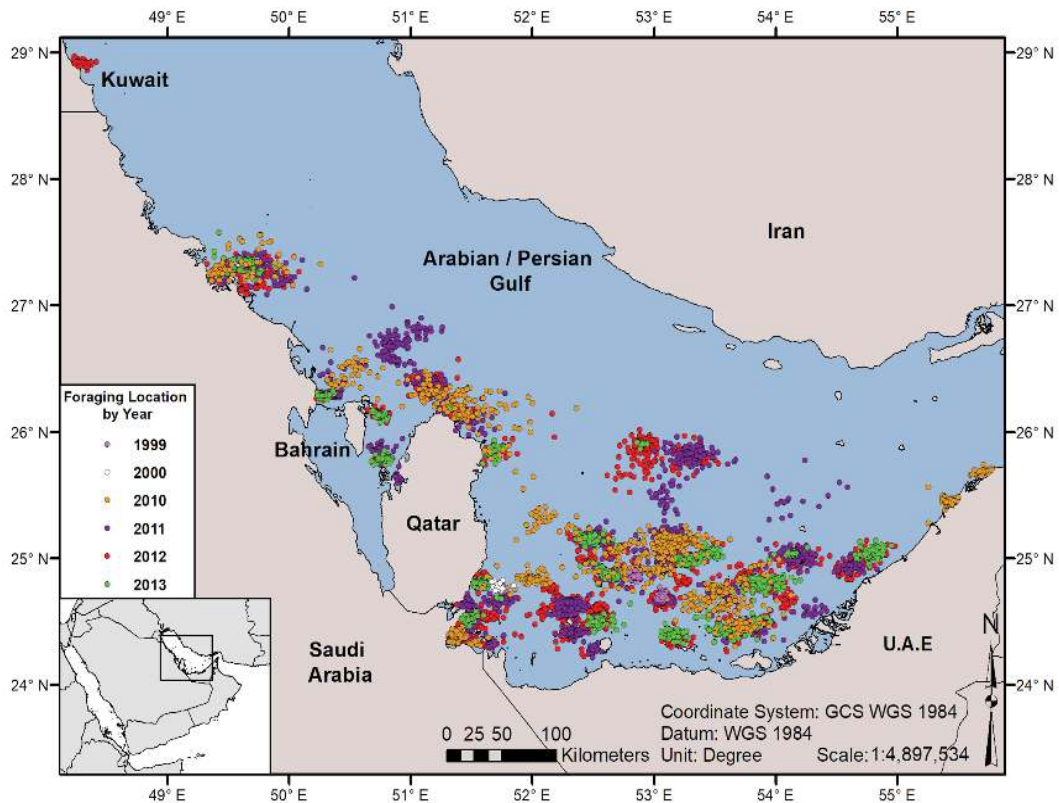 49° E 50° E 51° E 52° E 53° E 54° E 55° E
29° N 29° N
Kuwait
28° N 28° N
Iran
Arabian / Persian
Gulf
27° N 27° N
26° N 26° N
Bahrain
Qatar
25° N 25° N
24° N 24° N
Saudi
Arabia
U.A.E
N
Foraging Location
by Year
1999
2000
2010
2011
2012
2013
0 25 50 100
Kilometers
Coordinate System: GCS WGS 1984
Datum: WGS 1984
Unit: Degree Scale: 1:4,897,534
49° E 50° E 51° E 52° E 53° E 54° E 55° E